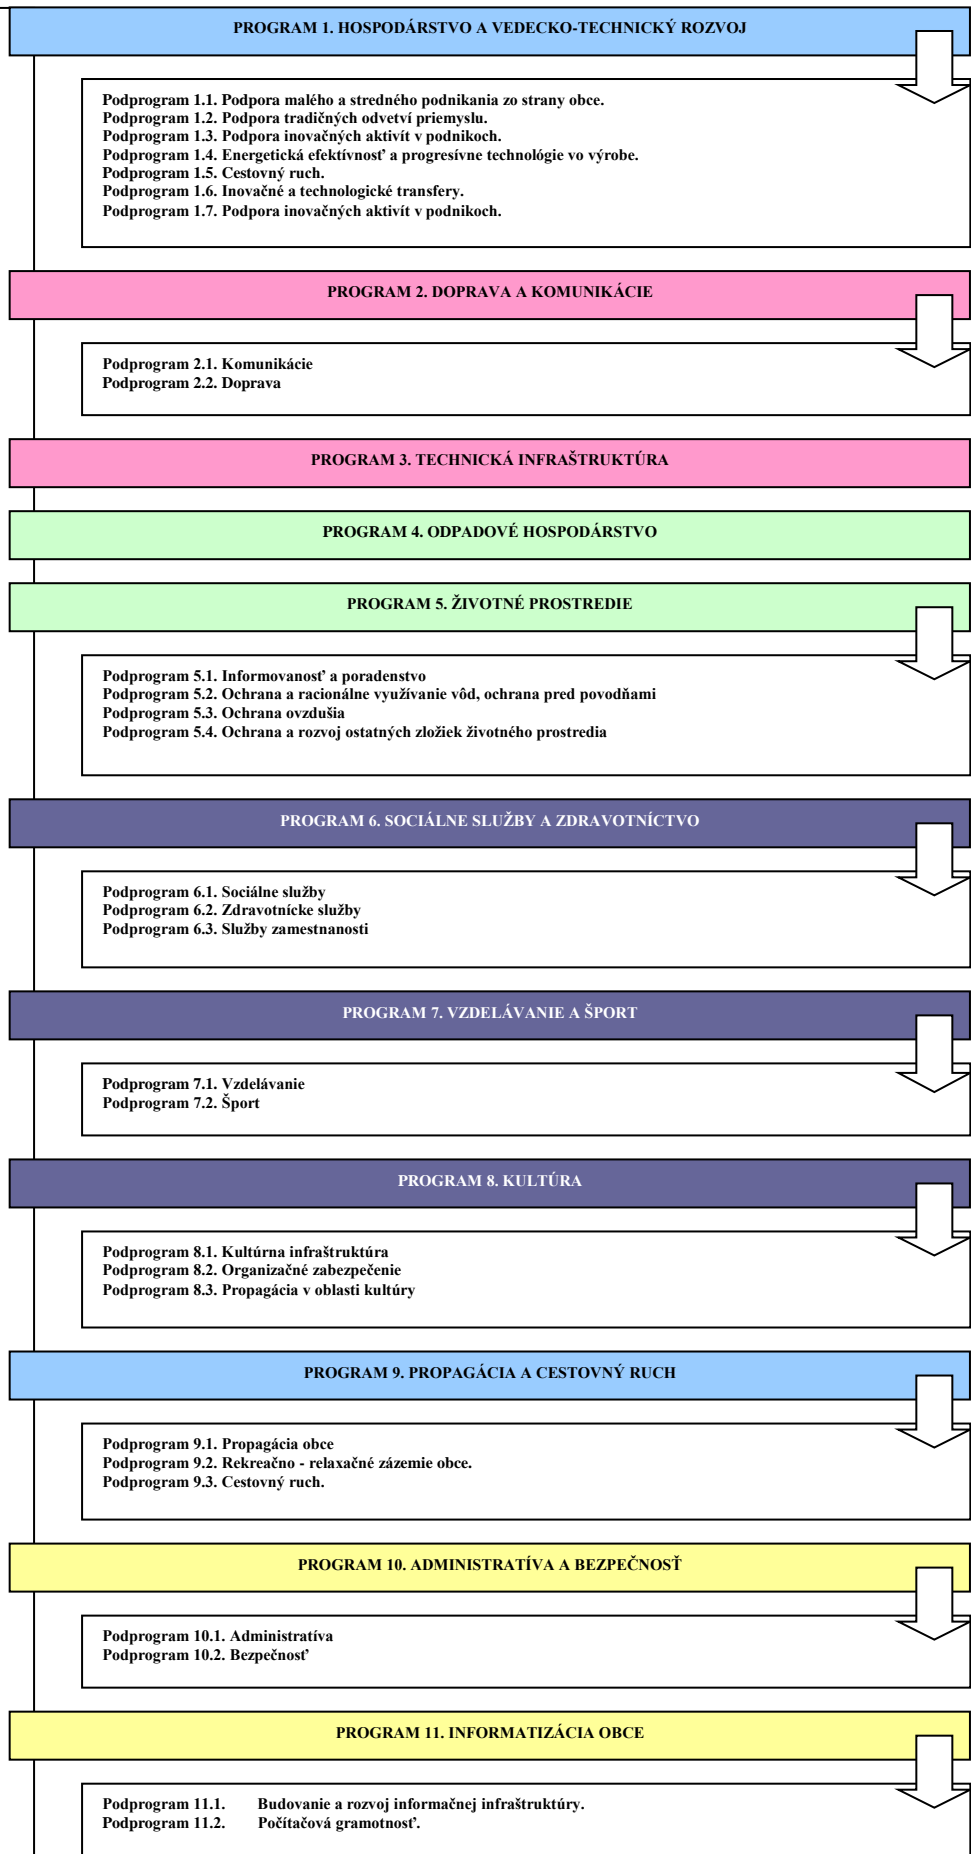 PROGRAM 1. HOSPODÁRSTVO A VEDECKO-TECHNICKÝ ROZVOJ
Podprogram 1.1. Podpora malého a stredného podnikania zo strany obce.
Podprogram 1.2. Podpora tradičných odvetví priemyslu.
Podprogram 1.3. Podpora inovačných aktivít v podnikoch.
Podprogram 1.4. Energetická efektívnosť a progresívne technológie vo výrobe.
Podprogram 1.5. Cestovný ruch.
Podprogram 1.6. Inovačné a technologické transfery.
Podprogram 1.7. Podpora inovačných aktivít v podnikoch.
PROGRAM 2. DOPRAVA A KOMUNIKÁCIE
Podprogram 2.1. Komunikácie
Podprogram 2.2. Doprava
PROGRAM 3. TECHNICKÁ INFRAŠTRUKTÚRA
PROGRAM 4. ODPADOVÉ HOSPODÁRSTVO
PROGRAM 5. ŽIVOTNÉ PROSTREDIE
Podprogram 5.1. Informovanosť a poradenstvo
Podprogram 5.2. Ochrana a racionálne využívanie vôd, ochrana pred povodňami
Podprogram 5.3. Ochrana ovzdušia
Podprogram 5.4. Ochrana a rozvoj ostatných zložiek životného prostredia
PROGRAM 6. SOCIÁLNE SLUŽBY A ZDRAVOTNÍCTVO
Podprogram 6.1. Sociálne služby
Podprogram 6.2. Zdravotnícke služby
Podprogram 6.3. Služby zamestnanosti
PROGRAM 7. VZDELÁVANIE A ŠPORT
Podprogram 7.1. Vzdelávanie
Podprogram 7.2. Šport
PROGRAM 8. KULTÚRA
Podprogram 8.1. Kultúrna infraštruktúra
Podprogram 8.2. Organizačné zabezpečenie
Podprogram 8.3. Propagácia v oblasti kultúry
PROGRAM 9. PROPAGÁCIA A CESTOVNÝ RUCH
Podprogram 9.1. Propagácia obce
Podprogram 9.2. Rekreačno - relaxačné zázemie obce.
Podprogram 9.3. Cestovný ruch.
PROGRAM 10. ADMINISTRATÍVA A BEZPEČNOSŤ
Podprogram 10.1. Administratíva
Podprogram 10.2. Bezpečnosť
PROGRAM 11. INFORMATIZÁCIA OBCE
Podprogram 11.1. Budovanie a rozvoj informačnej infraštruktúry.
Podprogram 11.2. Počítačová gramotnosť.